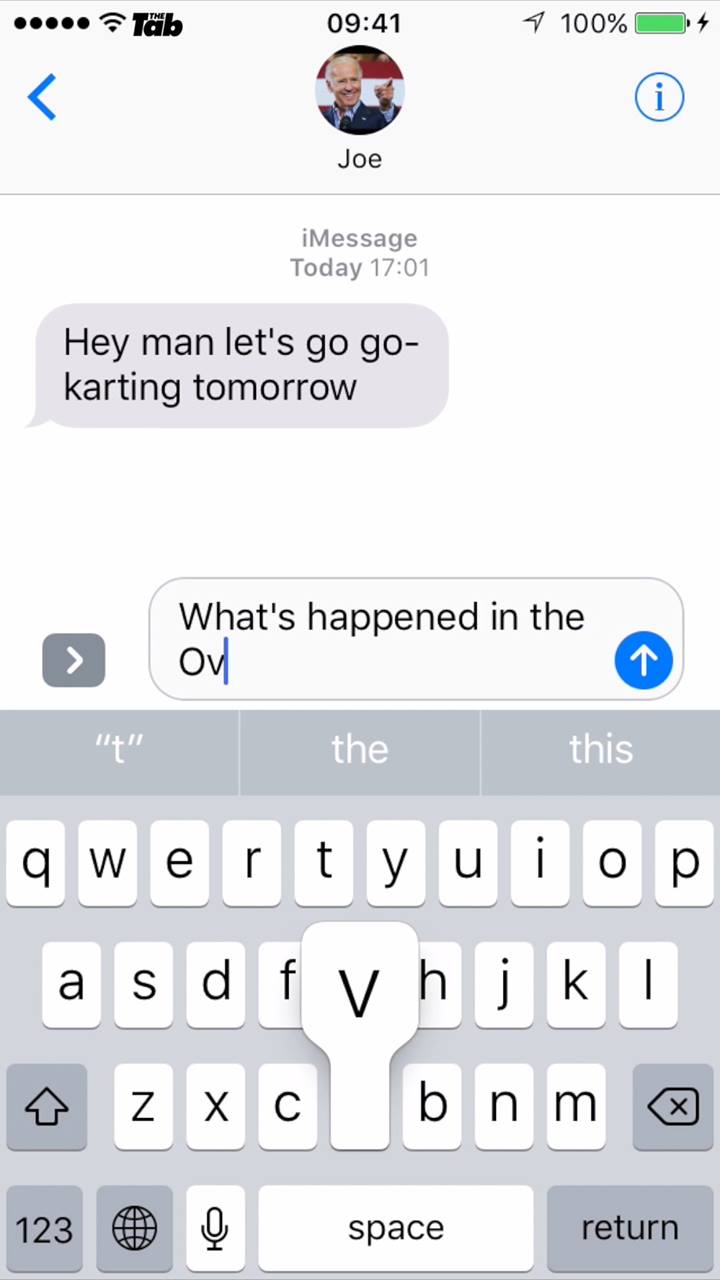 THE Tab 09:41 100%
Joe
iMessage
Today 17:01
Hey man let's go go-
karting tomorrow
What's happened in the
Ov
“t” the this
q w e r t y u i o p
a s d f V h j k l
z x c b n m
123 space return